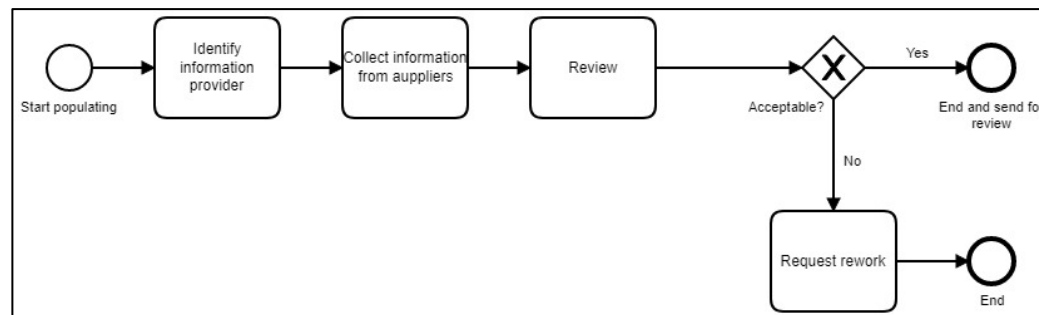 Start populating
Identify
information
provider
Collect information
from auppliers
Review
Acceptable?
Yes
End and send fo
review
No
Request rework
End